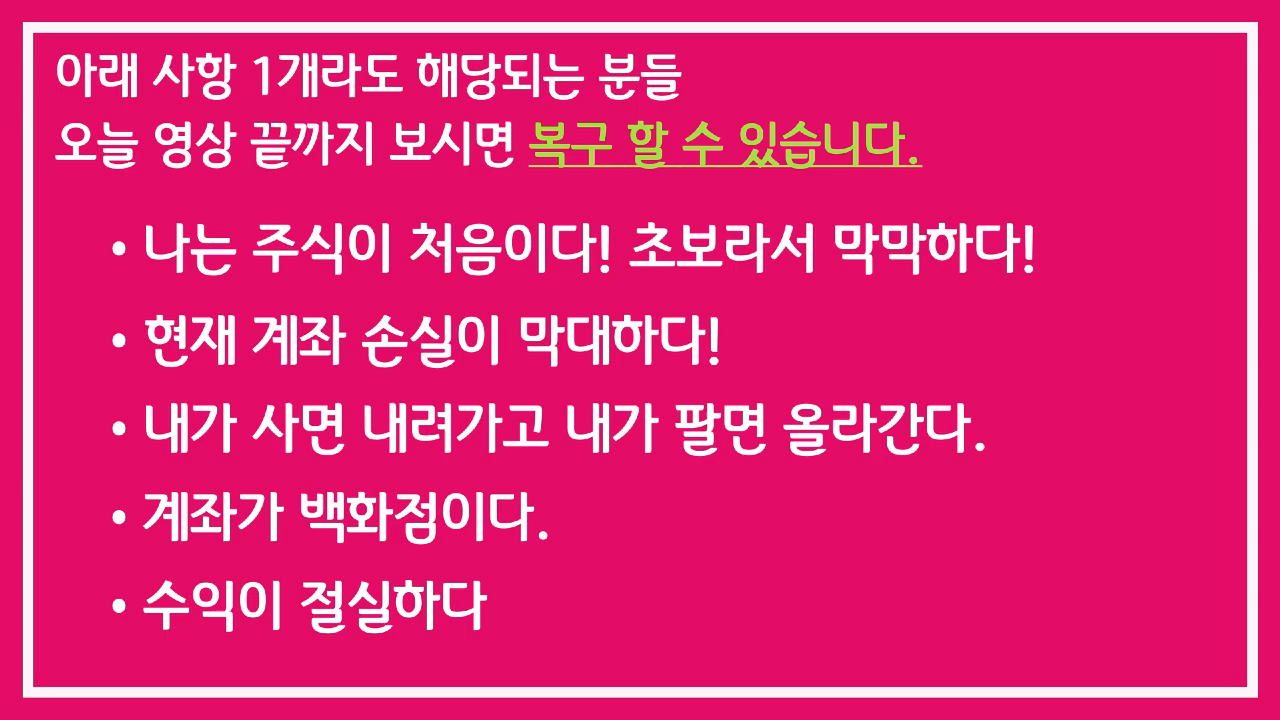 아래 사항 1개라도 해당되는 분들
오늘 영상 끝까지 보시면 복구 할 수 있습니다.
• 나는 주식이 처음이다! 초보라서 막막하다!
• 현재 계좌 손실이 막대하다!
• 내가 사면 내려가고 내가 팔면 올라간다.
• 계좌가 백화점이다.
• 수익이 절실하다